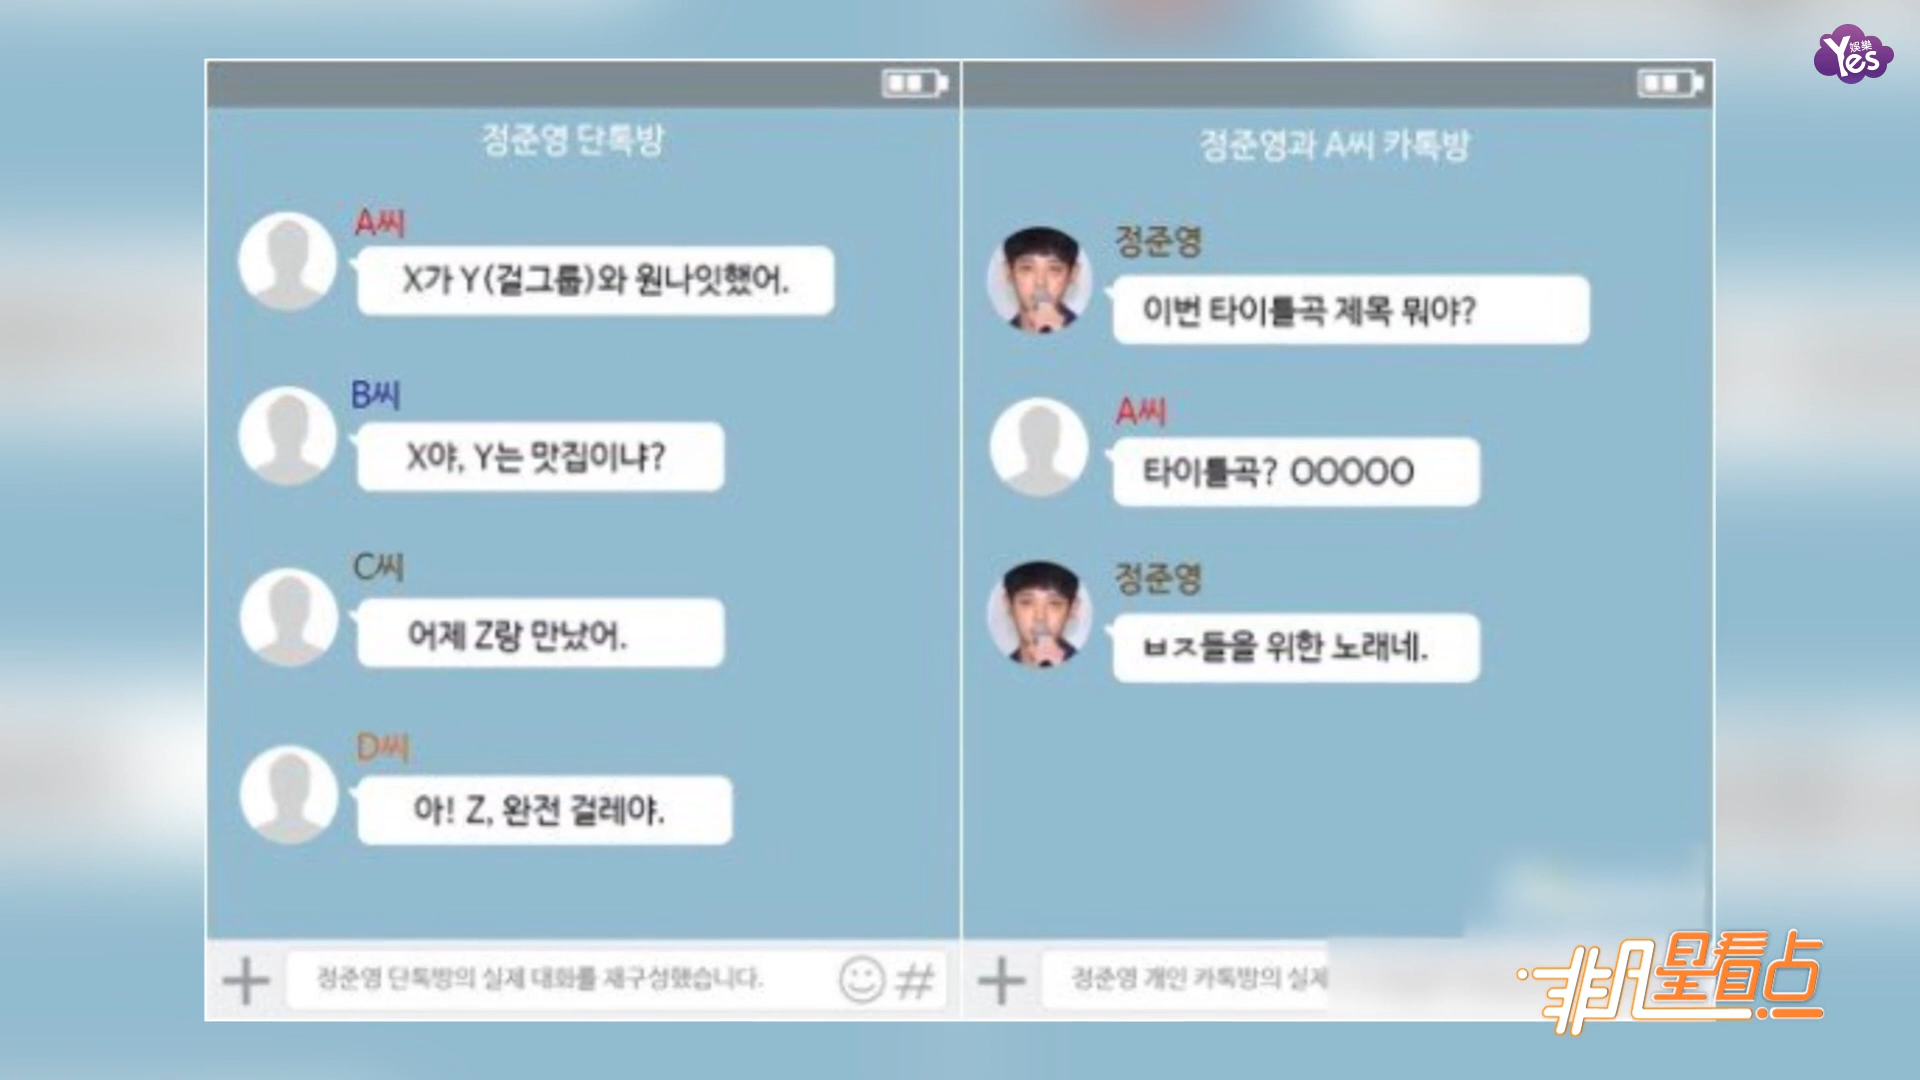 Yes 娛樂
정준영 단톡방
A씨
X가 Y(걸그룹)와 원나잇했어.
B씨
X야, Y는 맛집이냐?
C씨
어제 Z랑 만났어.
D씨
아! Z, 완전 걸레야.
정준영 단톡방의 실제 대화를 재구성했습니다.
#
정준영과 A씨 카톡방
정준영
이번 타이틀곡 제목 뭐야?
A씨
타이틀곡? OOOOO
정준영
ㅂㅈ들을 위한 노래네.
정준영 개인 카톡방의 실제
非凡星看点